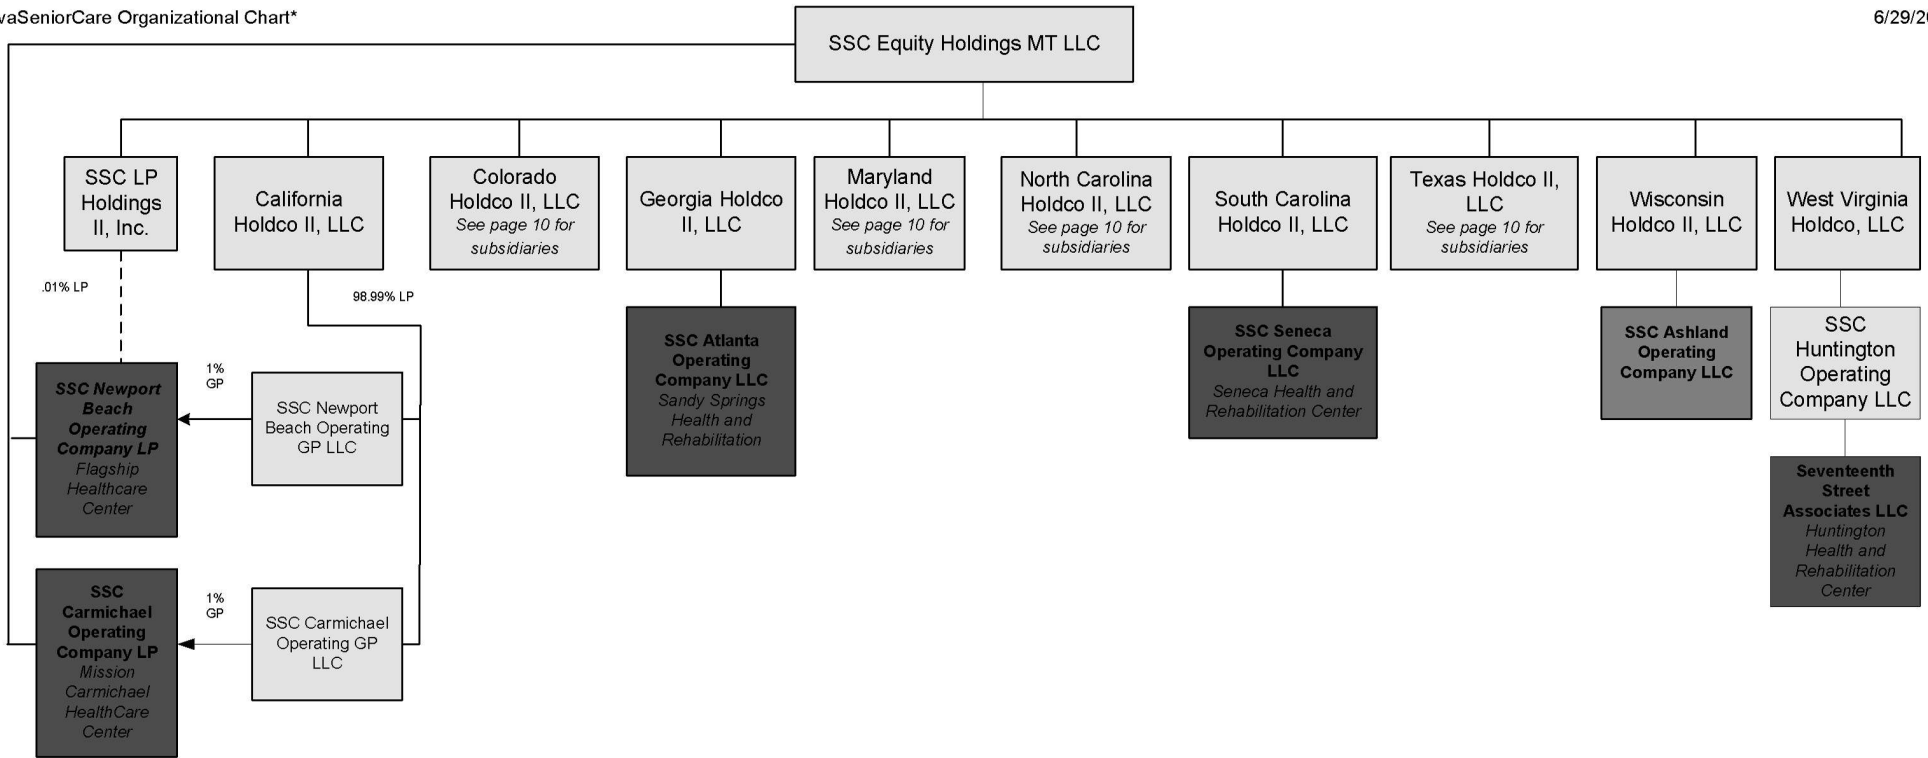 vaSeniorCare Organizational Chart*
6/29/20
SSC Equity Holdings MT LLC
SSC LP
Holdings
II, Inc.
California
Holdco II, LLC
Colorado
Holdco II, LLC
See page 10 for
subsidiaries
Georgia Holdco
II, LLC
Maryland
Holdco II, LLC
See page 10 for
subsidiaries
North Carolina
Holdco II, LLC
See page 10 for
subsidiaries
South Carolina
Holdco II, LLC
Texas Holdco II,
LLC
See page 10 for
subsidiaries
Wisconsin
Holdco II, LLC
West Virginia
Holdco, LLC
.01% LP
98.99% LP
SSC Newport
Beach
Operating
Company LP
Flagship
Healthcare
Center
1%
GP
SSC Newport
Beach Operating
GP LLC
SSC Atlanta
Operating
Company LLC
Sandy Springs
Health and
Rehabilitation
SSC Seneca
Operating Company
LLC
Seneca Health and
Rehabilitation Center
SSC Ashland
Operating
Company LLC
SSC
Huntington
Operating
Company LLC
Seventeenth
Street
Associates LLC
Huntington
Health and
Rehabilitation
Center
SSC
Carmichael
Operating
Company LP
Mission
Carmichael
HealthCare
Center
1%
GP
SSC Carmichael
Operating GP
LLC